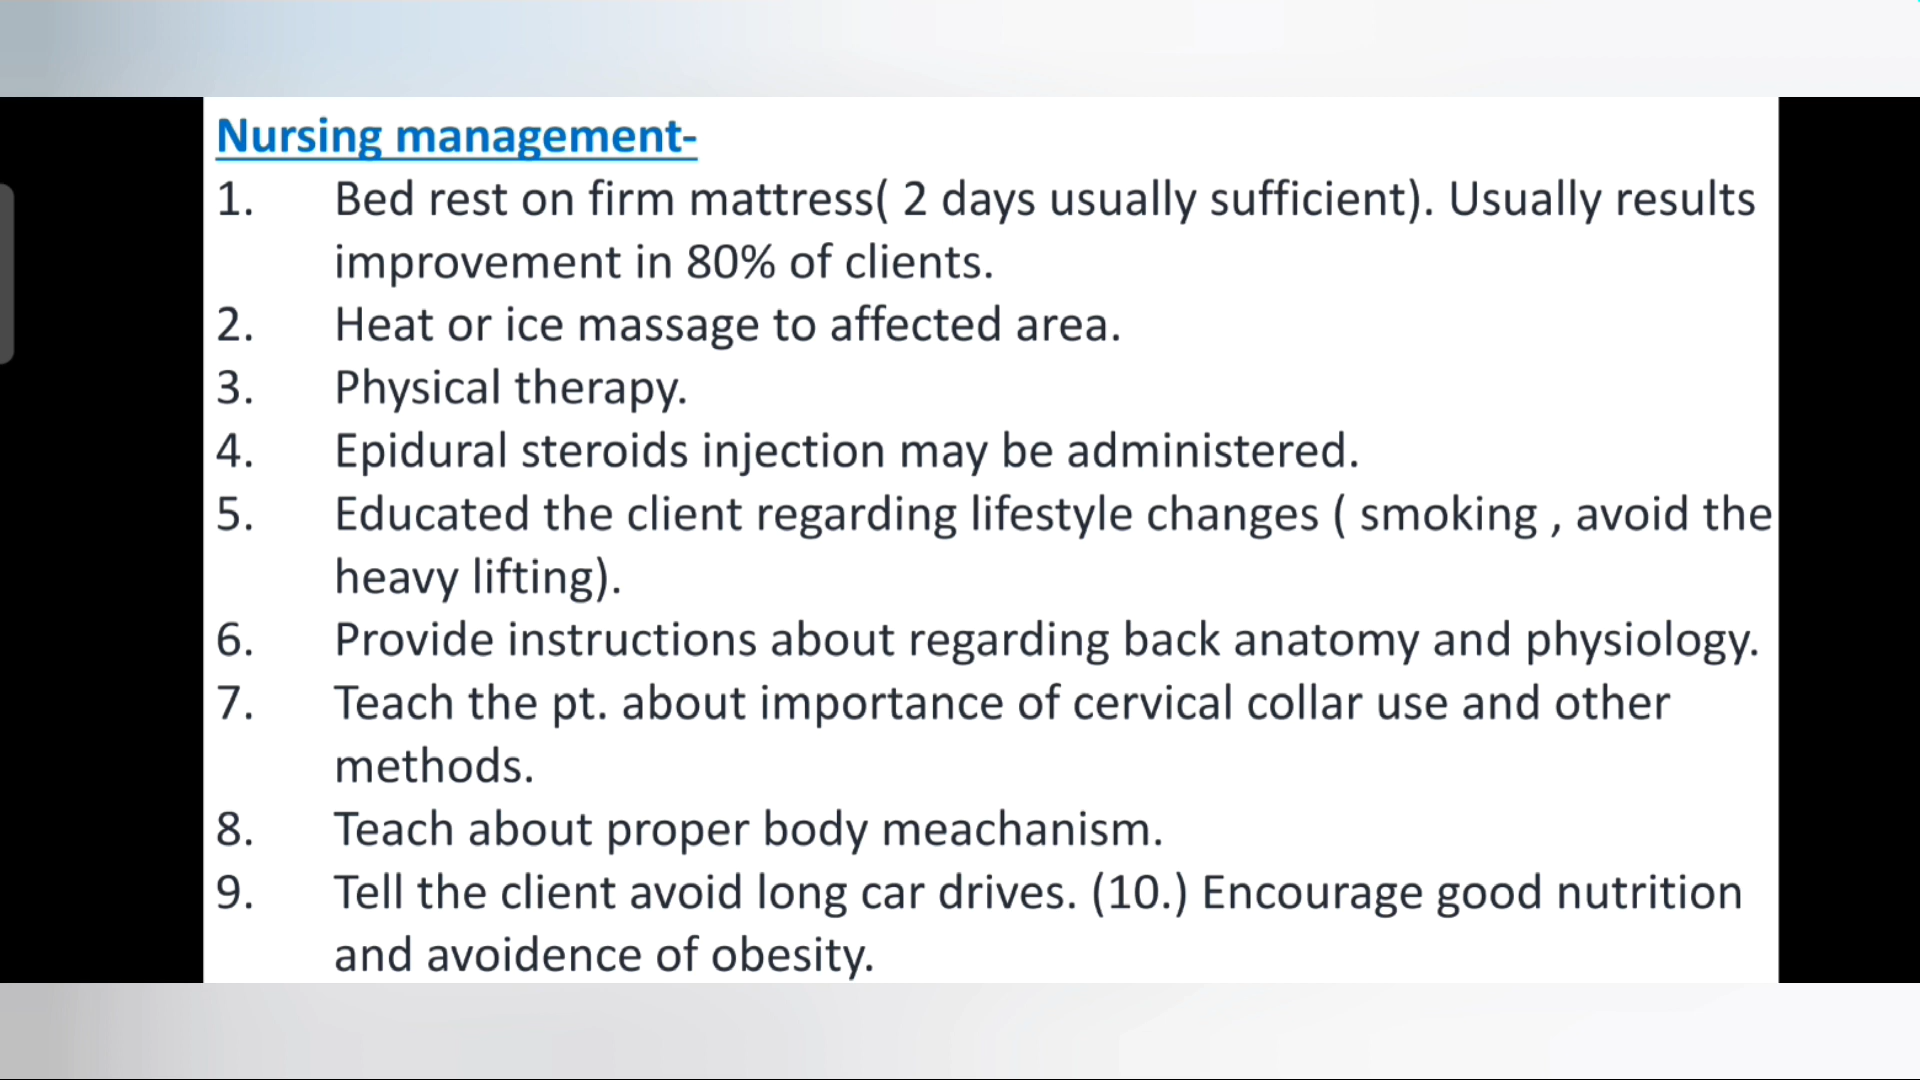 Nursing management-
1. Bed rest on firm mattress( 2 days usually sufficient). Usually results
improvement in 80% of clients.
2. Heat or ice massage to affected area.
3. Physical therapy.
4. Epidural steroids injection may be administered.
5. Educated the client regarding lifestyle changes ( smoking , avoid the
heavy lifting).
6. Provide instructions about regarding back anatomy and physiology.
7. Teach the pt. about importance of cervical collar use and other
methods.
8. Teach about proper body meachanism.
9. Tell the client avoid long car drives. (10.) Encourage good nutrition
and avoidence of obesity.